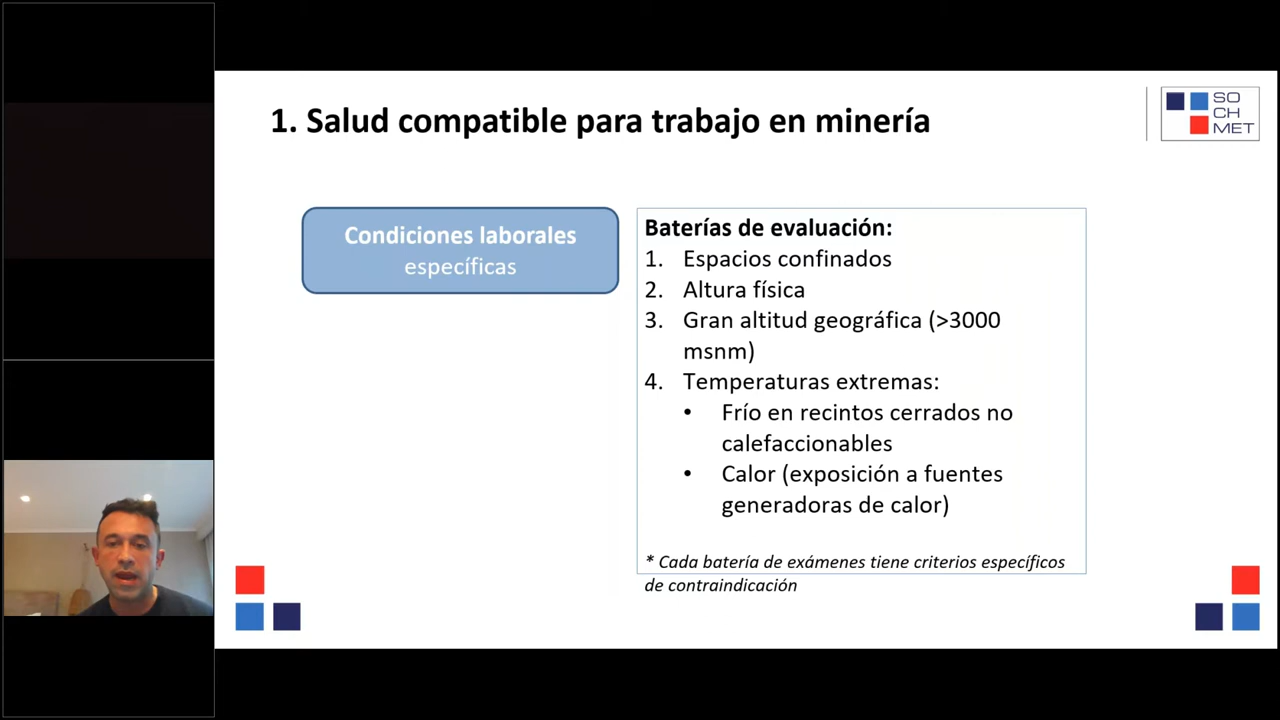 1. Salud compatible para trabajo en minería
SO
CH
MET
Condiciones laborales
específicas
Baterías de evaluación:
1. Espacios confinados
2. Altura física
3. Gran altitud geográfica (>3000
msnm)
4. Temperaturas extremas:
• Frío en recintos cerrados no
calefaccionables
• Calor (exposición a fuentes
generadoras de calor)
* Cada batería de exámenes tiene criterios específicos
de contraindicación